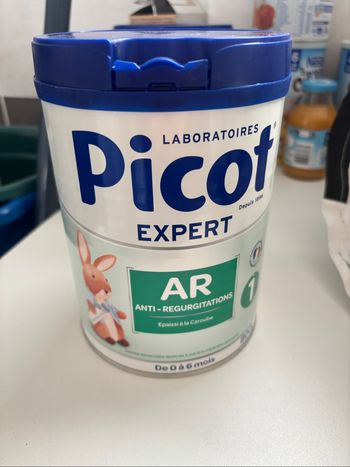 LABORATOIRES
Picot
Depuis 1896
EXPERT
AR
ANTI - REGURGITATIONS
Epaissi à la Caroube
1
De 0 à 6 mois